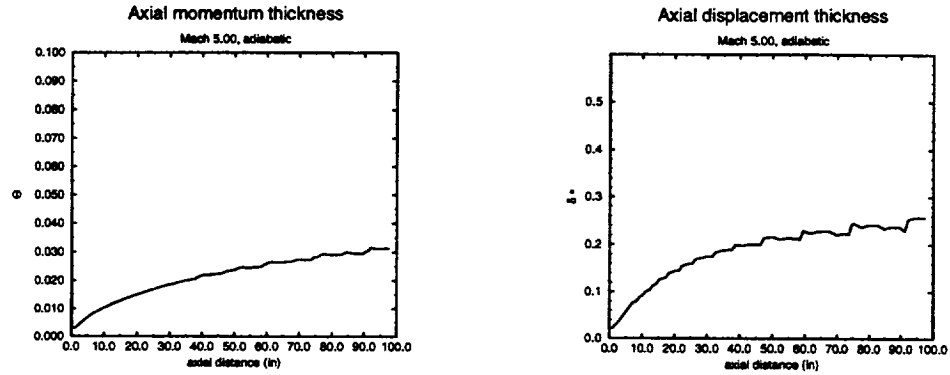 Axial momentum thickness
Mach 5.00, adiabatic
0.100
0.090
0.080
0.070
0.060
0.050
0.040
0.030
0.020
0.010
0.000
Θ
0.0 10.0 20.0 30.0 40.0 50.0 60.0 70.0 80.0 90.0 100.0
axial distance (in)
Axial displacement thickness
Mach 5.00, adiabatic
0.5
0.4
0.3
0.2
0.1
0.0
δ*
0.0 10.0 20.0 30.0 40.0 50.0 60.0 70.0 80.0 90.0 100.0
axial distance (in)